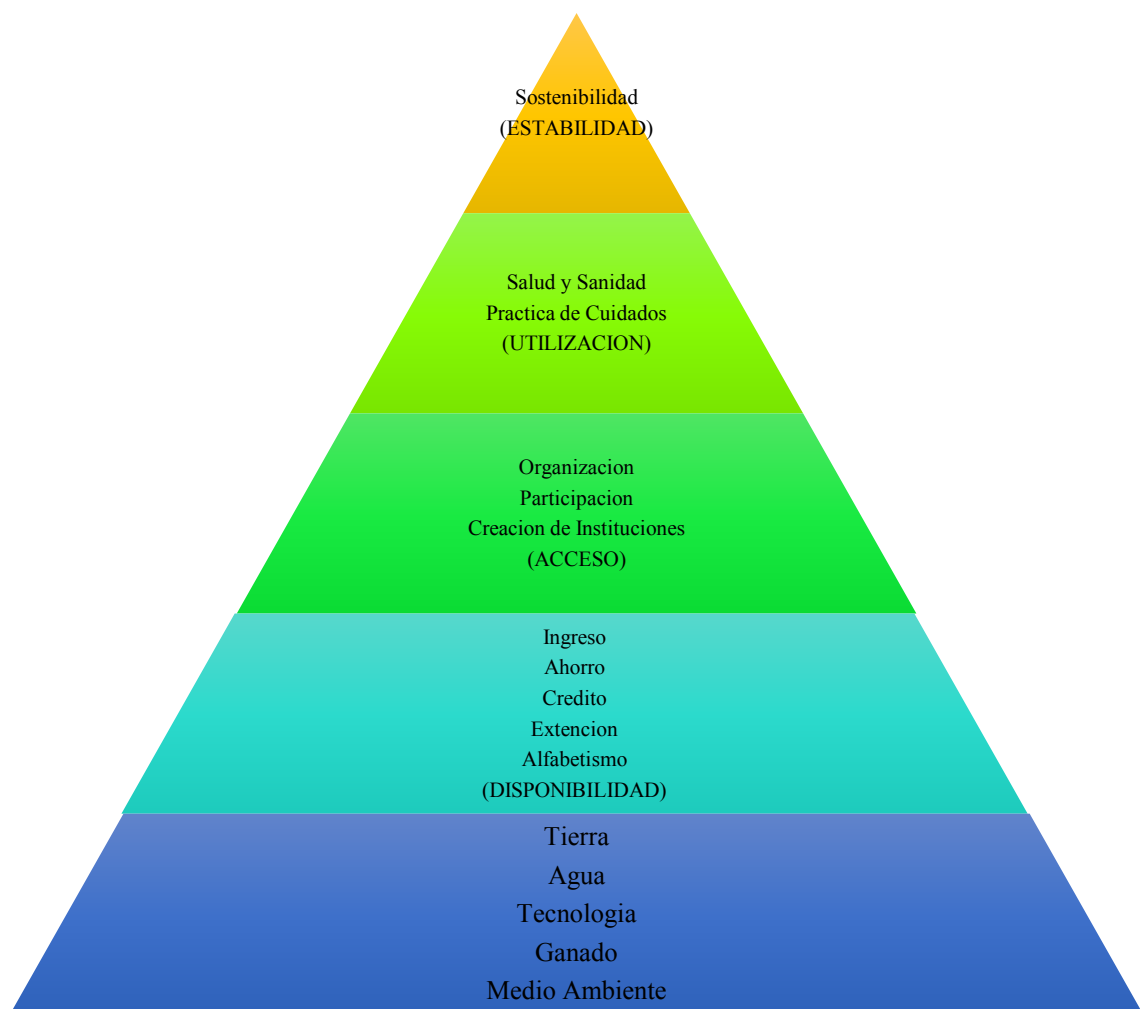 Sostenibilidad
(ESTABILIDAD)
Salud y Sanidad
Practica de Cuidados
(UTILIZACION)
Organizacion
Participacion
Creacion de Instituciones
(ACCESO)
Ingreso
Ahorro
Credito
Extencion
Alfabetismo
(DISPONIBILIDAD)
Tierra
Agua
Tecnologia
Ganado
Medio Ambiente